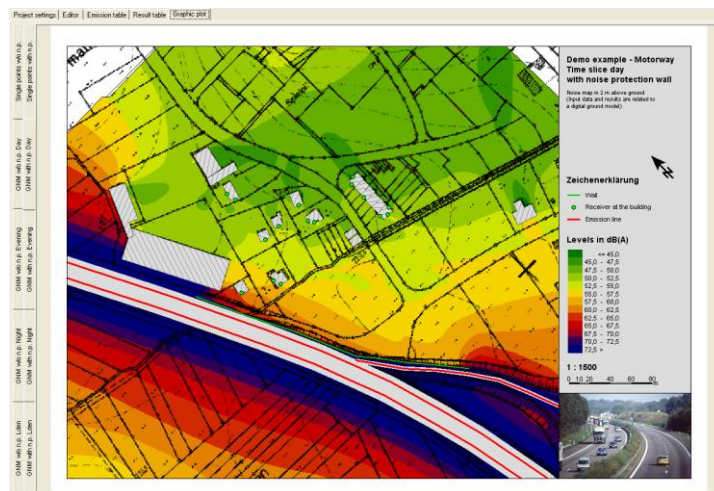 Project settings
Editor
Emission table
Result table
Graphic plot
Single points w/o n.p.
Single points with n.p.
GNM w/o n.p. Day
GNM with n.p. Day
GNM w/o n.p. Evening
GNM with n.p. Evening
GNM w/o n.p. Night
GNM with n.p. Night
GNM w/o n.p. Lden
GNM with n.p. Lden
Demo example - Motorway
Time slice day
with noise protection wall
Noise map in 2 m above ground
(Input data and results are related to
a digital ground model)
N
Zeichenerklärung
Wall
Receiver at the building
Emission line
Levels in dB(A)
<= 45,0
45,0 - 47,5
47,5 - 50,0
50,0 - 52,5
52,5 - 55,0
55,0 - 57,5
57,5 - 60,0
60,0 - 62,5
62,5 - 65,0
65,0 - 67,5
67,5 - 70,0
70,0 - 72,5
72,5 >
1 : 1500
0 10 20 40 60 80
m